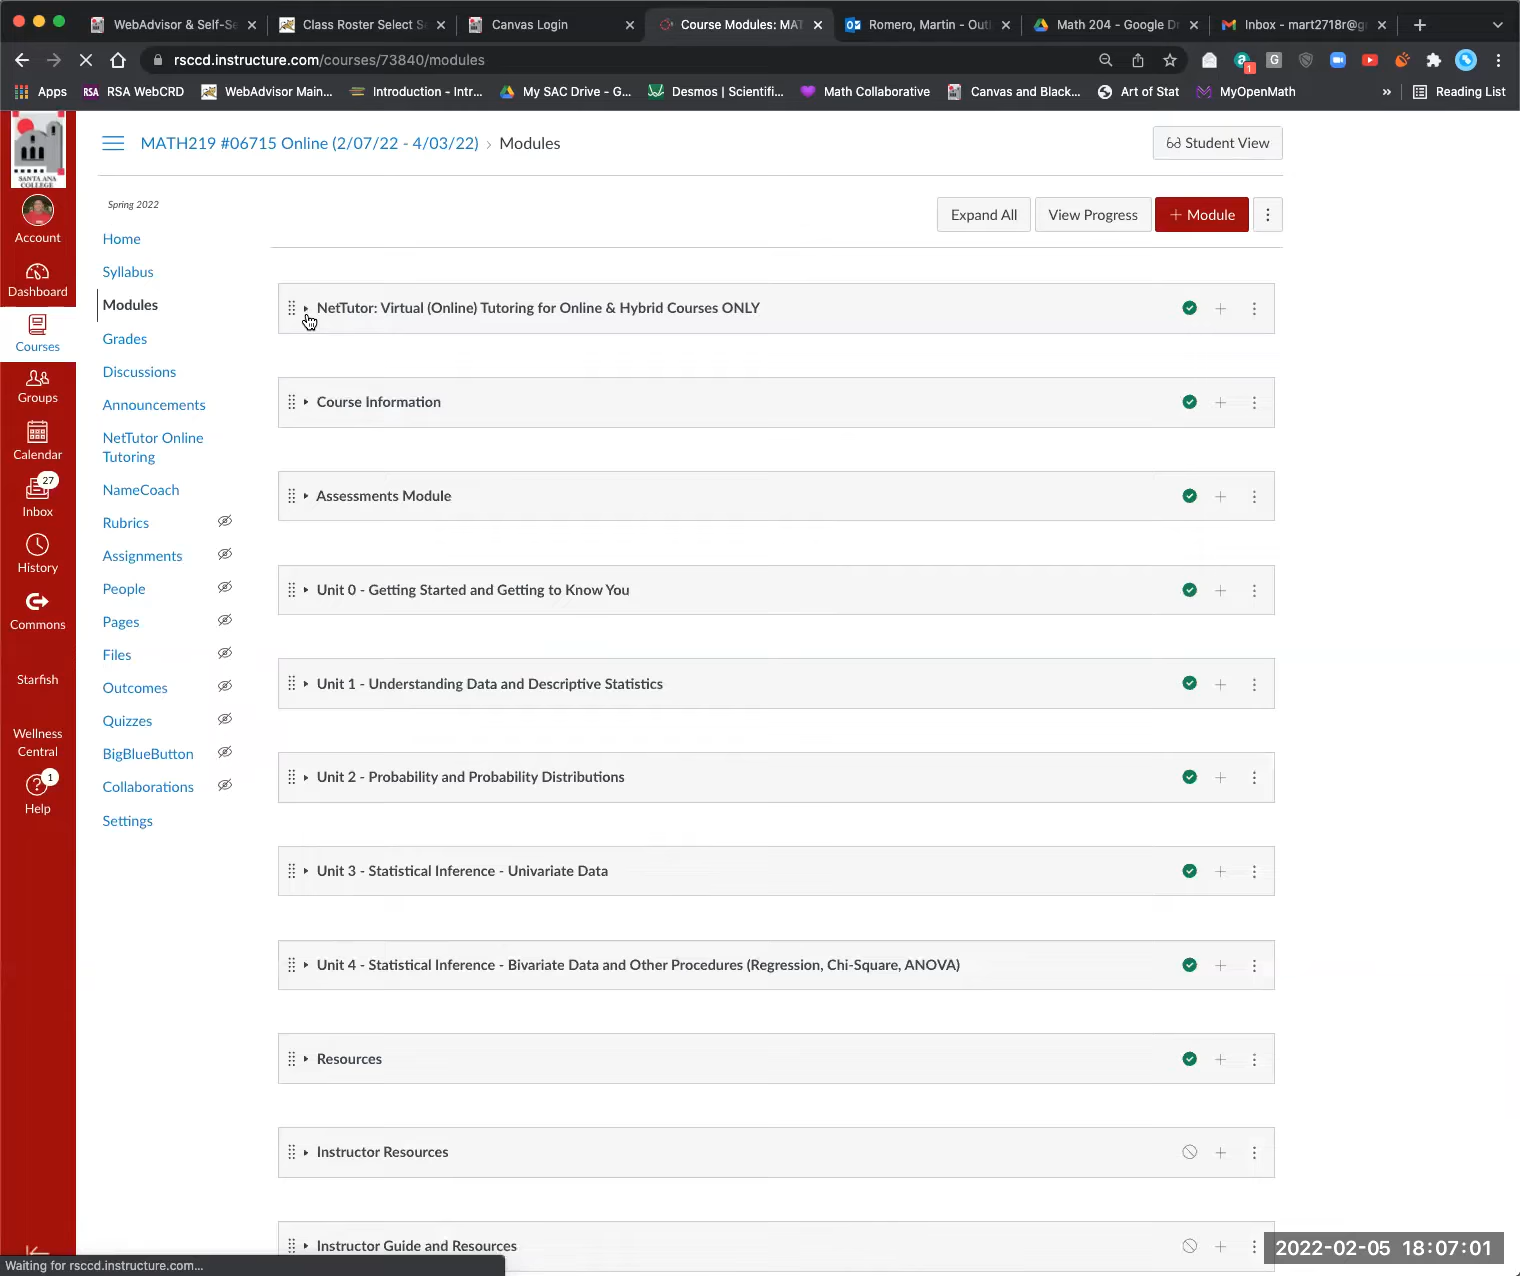 WebAdvisor & Self-Se
Class Roster Select Se
Canvas Login
Course Modules: MAT
Romero, Martin - Outl
Math 204 - Google Dr
Inbox - mart2718r@g
rsccd.instructure.com/courses/73840/modules
Apps
RSA WebCRD
WebAdvisor Main...
Introduction - Intr...
My SAC Drive - G...
Desmos | Scientifi...
Math Collaborative
Canvas and Black...
Art of Stat
MyOpenMath
»
Reading List
SANTA ANA
COLLEGE
Account
Dashboard
Courses
Groups
Calendar
27
Inbox
History
Commons
Starfish
Wellness
Central
1
Help
MATH219 #06715 Online (2/07/22 - 4/03/22) › Modules
Student View
Spring 2022
Home
Syllabus
Modules
Grades
Discussions
Announcements
NetTutor Online
Tutoring
NameCoach
Rubrics
Assignments
People
Pages
Files
Outcomes
Quizzes
BigBlueButton
Collaborations
Settings
Expand All
View Progress
+ Module
NetTutor: Virtual (Online) Tutoring for Online & Hybrid Courses ONLY
Course Information
Assessments Module
Unit 0 - Getting Started and Getting to Know You
Unit 1 - Understanding Data and Descriptive Statistics
Unit 2 - Probability and Probability Distributions
Unit 3 - Statistical Inference - Univariate Data
Unit 4 - Statistical Inference - Bivariate Data and Other Procedures (Regression, Chi-Square, ANOVA)
Resources
Instructor Resources
Instructor Guide and Resources
Waiting for rsccd.instructure.com...
2022-02-05 18:07:01